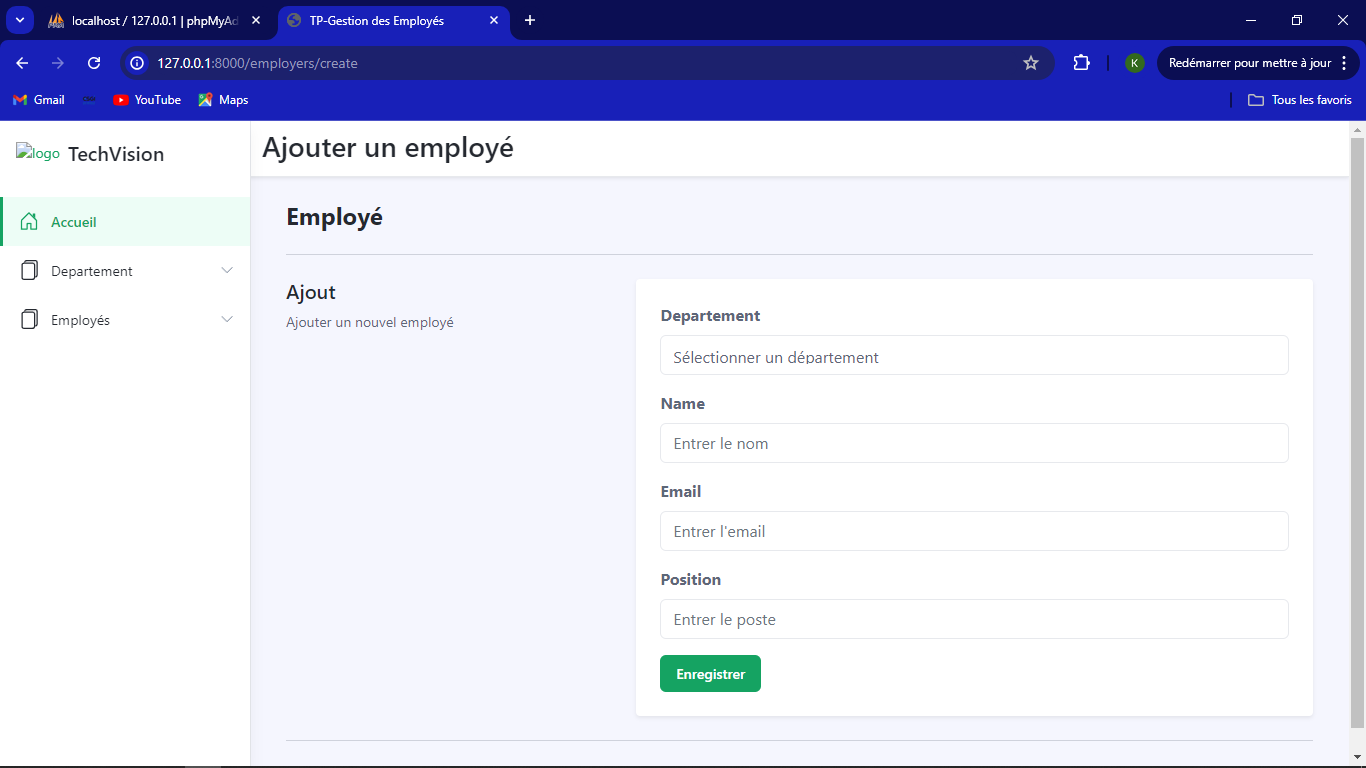 localhost / 127.0.0.1 | phpMyAd
TP-Gestion des Employés
127.0.0.1:8000/employers/create
K
Redémarrer pour mettre à jour
Gmail
YouTube
Maps
Tous les favoris
logo
TechVision
Ajouter un employé
Accueil
Departement
Employés
Employé
Ajout
Ajouter un nouvel employé
Departement
Sélectionner un département
Name
Entrer le nom
Email
Entrer l'email
Position
Entrer le poste
Enregistrer